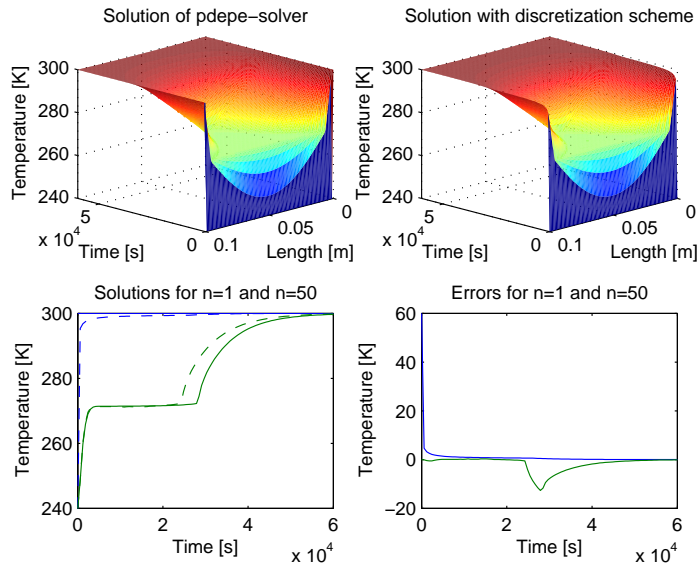 Solution of pdepe−solver
300
280
260
240
Temperature [K]
5
x 10^4
Time [s]
0
0.1
0.05
0
Length [m]
Solution with discretization scheme
300
280
260
240
Temperature [K]
5
x 10^4
Time [s]
0
0.1
0.05
0
Length [m]
Solutions for n=1 and n=50
300
280
260
240
Temperature [K]
0
2
4
6
x 10^4
Time [s]
Errors for n=1 and n=50
60
40
20
0
−20
Temperature [K]
0
2
4
6
x 10^4
Time [s]